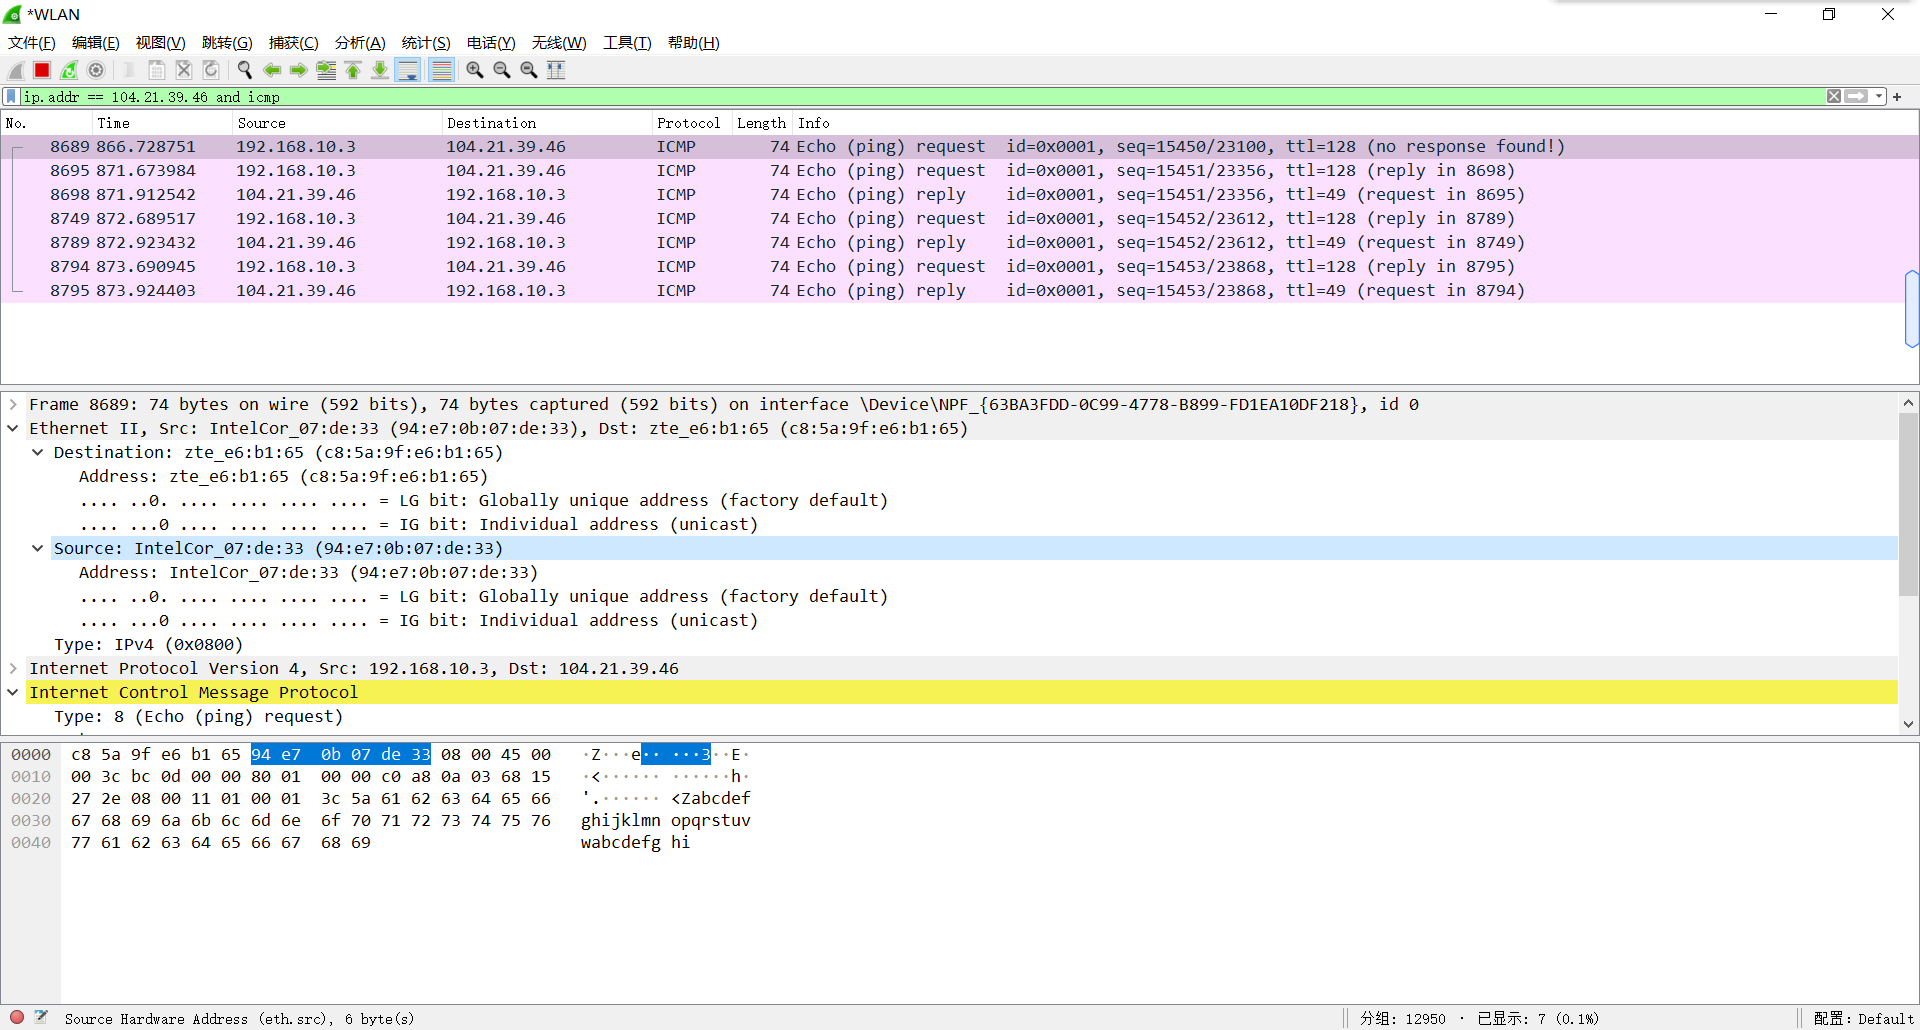 *WLAN
文件(F) 编辑(E) 视图(V) 跳转(G) 捕获(C) 分析(A) 统计(S) 电话(Y) 无线(W) 工具(T) 帮助(H)
ip.addr == 104.21.39.46 and icmp
No. Time Source Destination Protocol Length Info
8689 866.728751 192.168.10.3 104.21.39.46 ICMP 74 Echo (ping) request id=0x0001, seq=15450/23100, ttl=128 (no response found!)
8695 871.673984 192.168.10.3 104.21.39.46 ICMP 74 Echo (ping) request id=0x0001, seq=15451/23356, ttl=128 (reply in 8698)
8698 871.912542 104.21.39.46 192.168.10.3 ICMP 74 Echo (ping) reply id=0x0001, seq=15451/23356, ttl=49 (request in 8695)
8749 872.689517 192.168.10.3 104.21.39.46 ICMP 74 Echo (ping) request id=0x0001, seq=15452/23612, ttl=128 (reply in 8789)
8789 872.923432 104.21.39.46 192.168.10.3 ICMP 74 Echo (ping) reply id=0x0001, seq=15452/23612, ttl=49 (request in 8749)
8794 873.690945 192.168.10.3 104.21.39.46 ICMP 74 Echo (ping) request id=0x0001, seq=15453/23868, ttl=128 (reply in 8795)
8795 873.924403 104.21.39.46 192.168.10.3 ICMP 74 Echo (ping) reply id=0x0001, seq=15453/23868, ttl=49 (request in 8794)
Frame 8689: 74 bytes on wire (592 bits), 74 bytes captured (592 bits) on interface \Device\NPF_{63BA3FDD-0C99-4778-B899-FD1EA10DF218}, id 0
Ethernet II, Src: IntelCor_07:de:33 (94:e7:0b:07:de:33), Dst: zte_e6:b1:65 (c8:5a:9f:e6:b1:65)
Destination: zte_e6:b1:65 (c8:5a:9f:e6:b1:65)
Address: zte_e6:b1:65 (c8:5a:9f:e6:b1:65)
.... ..0. .... .... .... .... = LG bit: Globally unique address (factory default)
.... ...0 .... .... .... .... = IG bit: Individual address (unicast)
Source: IntelCor_07:de:33 (94:e7:0b:07:de:33)
Address: IntelCor_07:de:33 (94:e7:0b:07:de:33)
.... ..0. .... .... .... .... = LG bit: Globally unique address (factory default)
.... ...0 .... .... .... .... = IG bit: Individual address (unicast)
Type: IPv4 (0x0800)
Internet Protocol Version 4, Src: 192.168.10.3, Dst: 104.21.39.46
Internet Control Message Protocol
Type: 8 (Echo (ping) request)
0000 c8 5a 9f e6 b1 65 94 e7 0b 07 de 33 08 00 45 00 ·Z···e·· ···3··E·
0010 00 3c bc 0d 00 00 80 01 00 00 c0 a8 0a 03 68 15 ·<······ ······h·
0020 27 2e 08 00 11 01 00 01 3c 5a 61 62 63 64 65 66 '.······ <Zabcdef
0030 67 68 69 6a 6b 6c 6d 6e 6f 70 71 72 73 74 75 76 ghijklmn opqrstuv
0040 77 61 62 63 64 65 66 67 68 69 wabcdefg hi
Source Hardware Address (eth.src), 6 byte(s) 分组: 12950 · 已显示: 7 (0.1%) 配置: Default